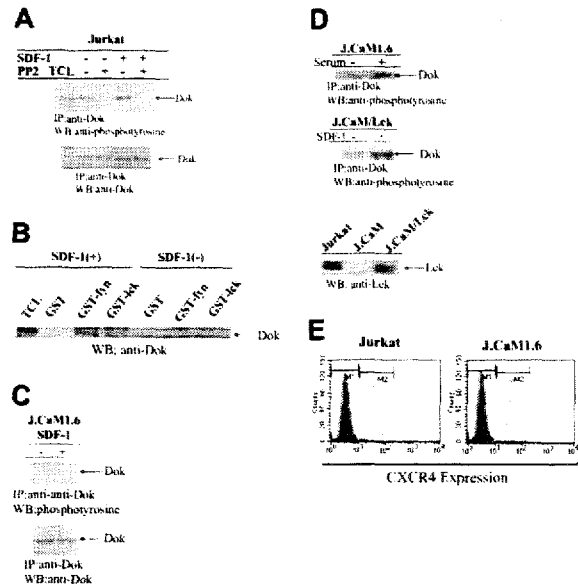 A
Jurkat
SDF-1 - - + +
PP2 TCL - + - +
Dok
IP:anti-Dok
WB:anti-phosphotyrosine
Dok
IP:anti-Dok
WB:anti-Dok
B
SDF-1(+) SDF-1(-)
TCL GST GST-fyn GST-lck GST GST-fyn GST-lck
Dok
WB; anti-Dok
C
J.CaM1.6
SDF-1
- +
Dok
IP:anti-anti-Dok
WB:phosphotyrosine
Dok
IP:anti-Dok
WB:anti-Dok
D
J.CaM1.6
Serum - +
Dok
IP:anti-Dok
WB:anti-phosphotyrosine
J.CaM/Lck
SDF-1 -
Dok
IP:anti-Dok
WB:anti-phosphotyrosine
Jurkat J.CaM J.CaM/Lck
Lck
WB: anti-Lck
E
Jurkat J.CaM1.6
M1 M2 M1 M2
Counts
CXCR4 Expression